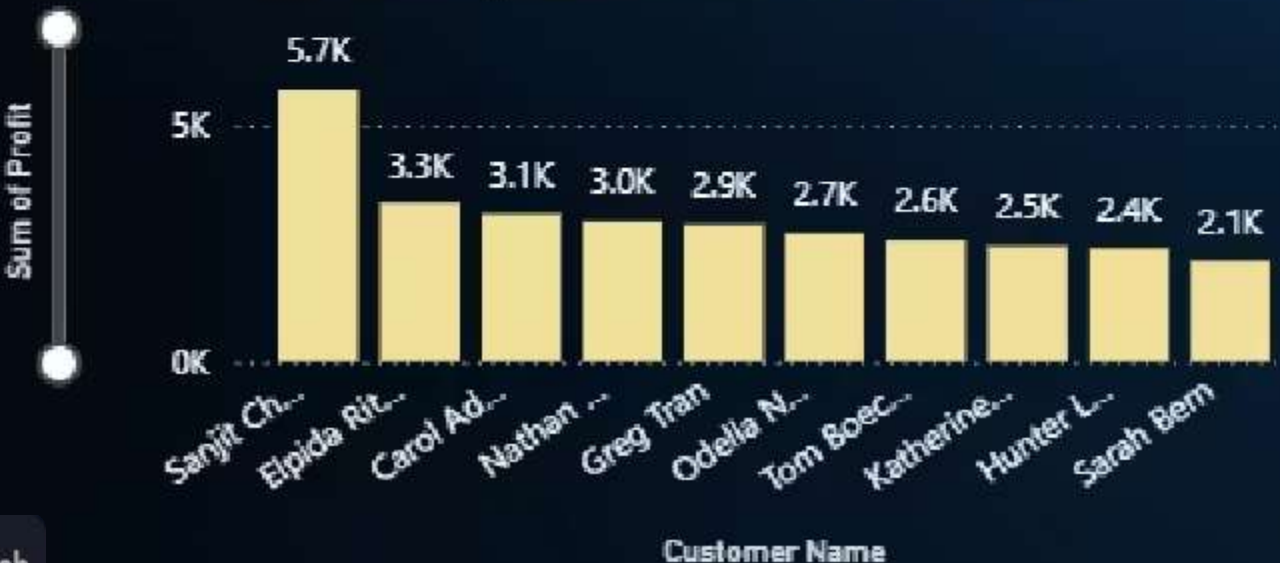 Sum of Profit
5K
0K
5.7K
3.3K
3.1K
3.0K
2.9K
2.7K
2.6K
2.5K
2.4K
2.1K
Sanjit Ch...
Elpida Rit...
Carol Ad...
Nathan ...
Greg Tran
Odella N...
Tom Boec...
Katherine...
Hunter L...
Sarah Bern
Customer Name